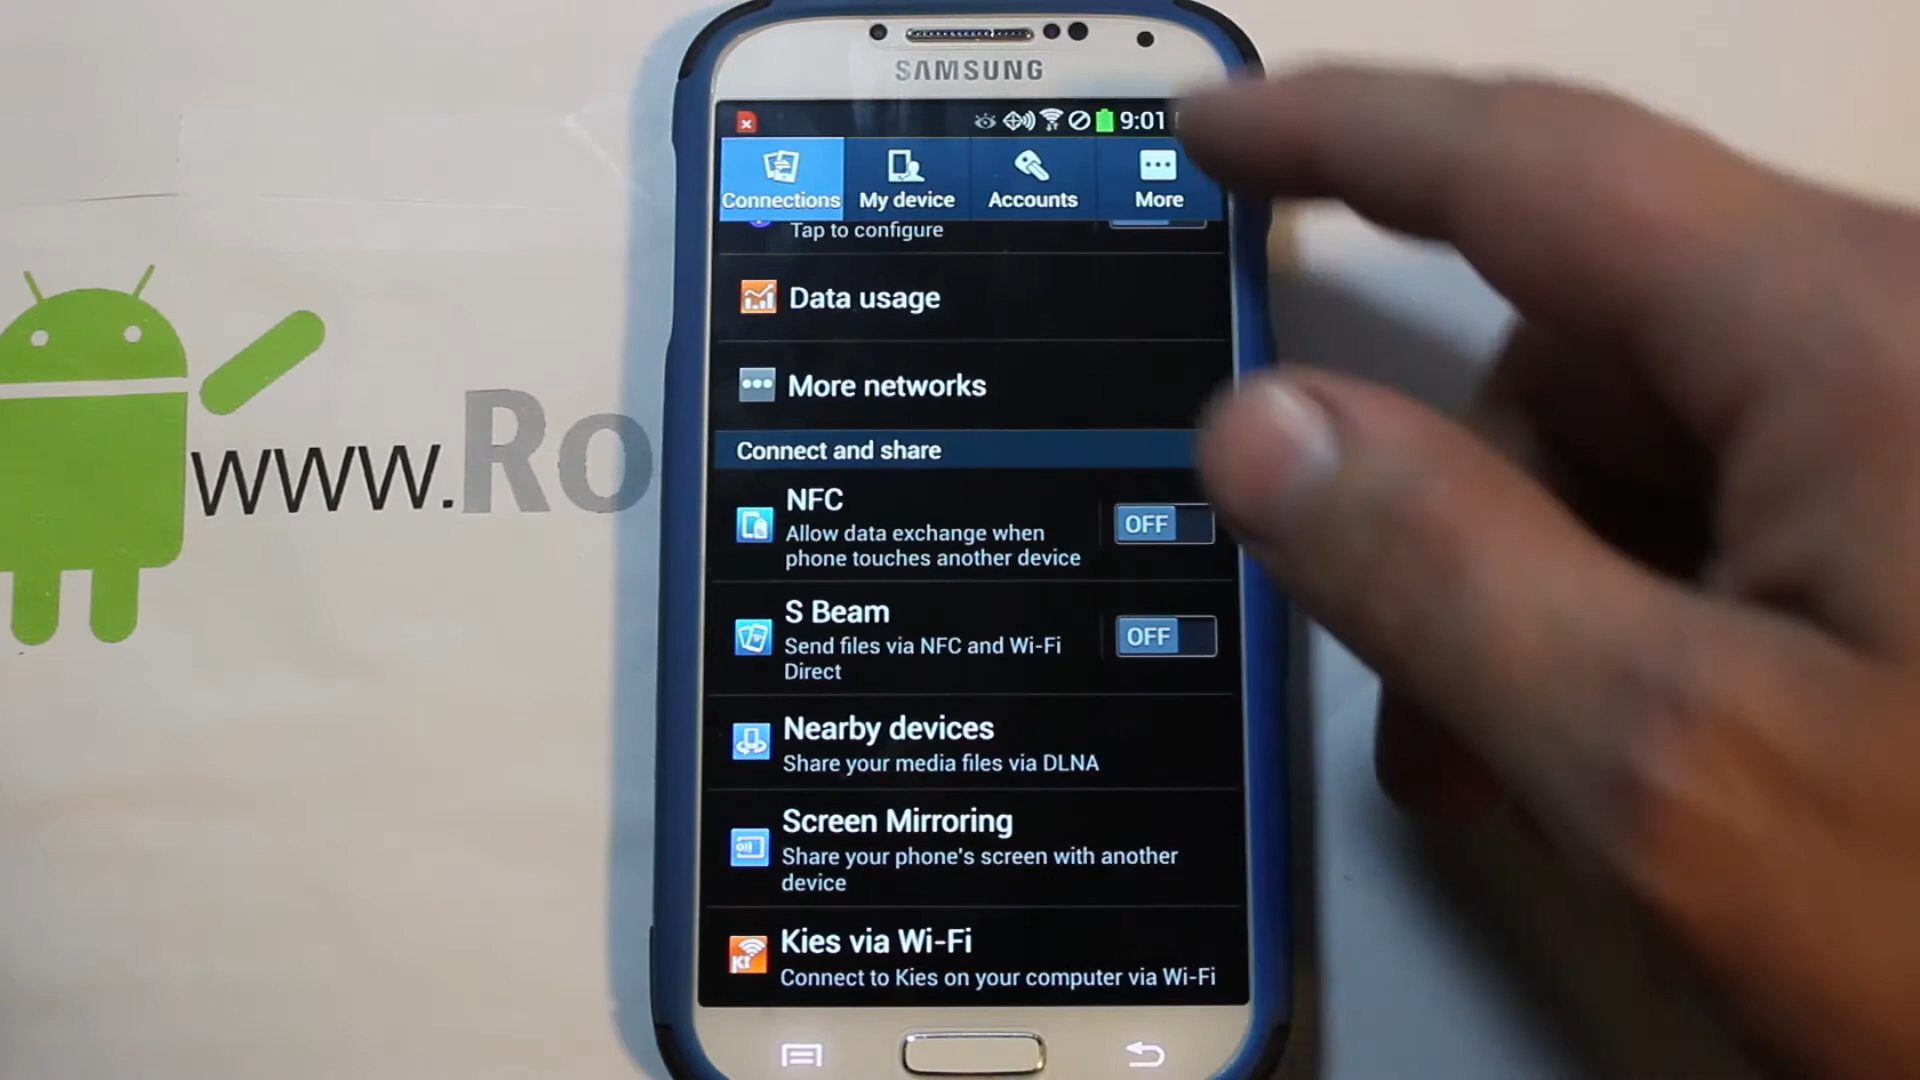 SAMSUNG
9:01
Connections
My device
Accounts
More
Tap to configure
Data usage
More networks
Connect and share
NFC
Allow data exchange when
phone touches another device
OFF
S Beam
Send files via NFC and Wi-Fi
Direct
OFF
Nearby devices
Share your media files via DLNA
Screen Mirroring
Share your phone's screen with another
device
Kies via Wi-Fi
Connect to Kies on your computer via Wi-Fi
www.Ro